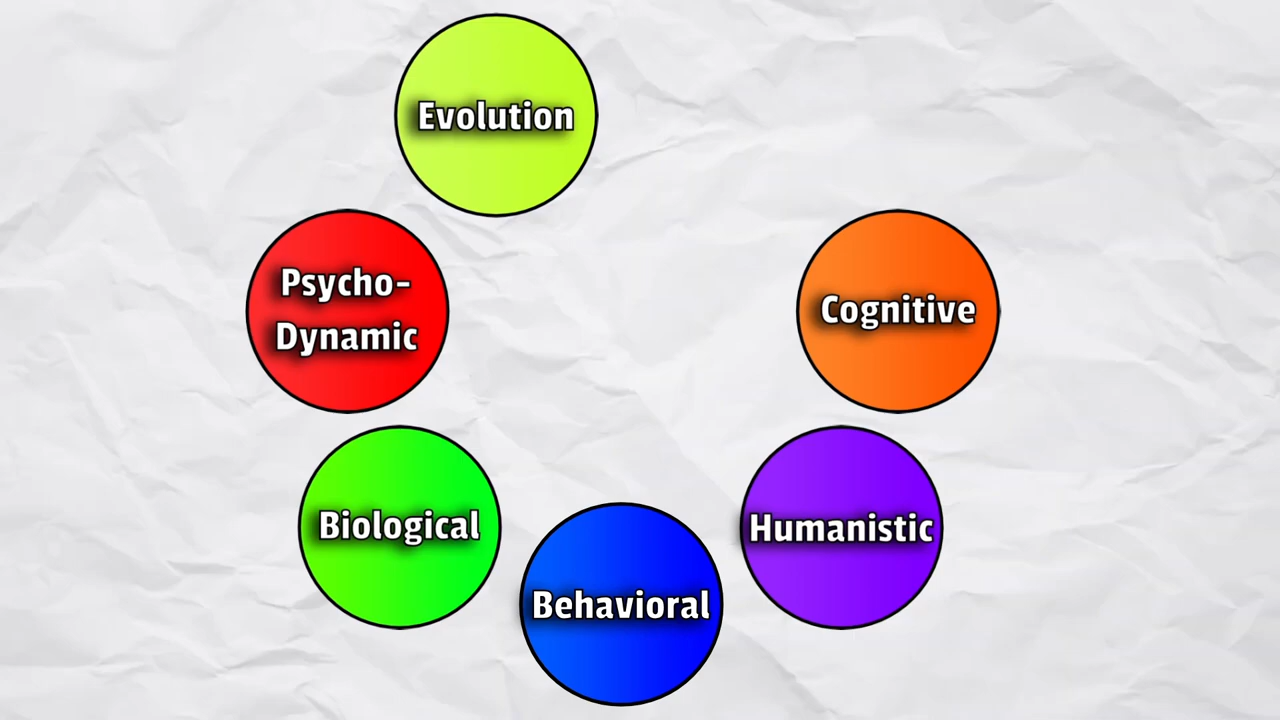 Evolution
Psycho-
Dynamic
Cognitive
Biological
Humanistic
Behavioral